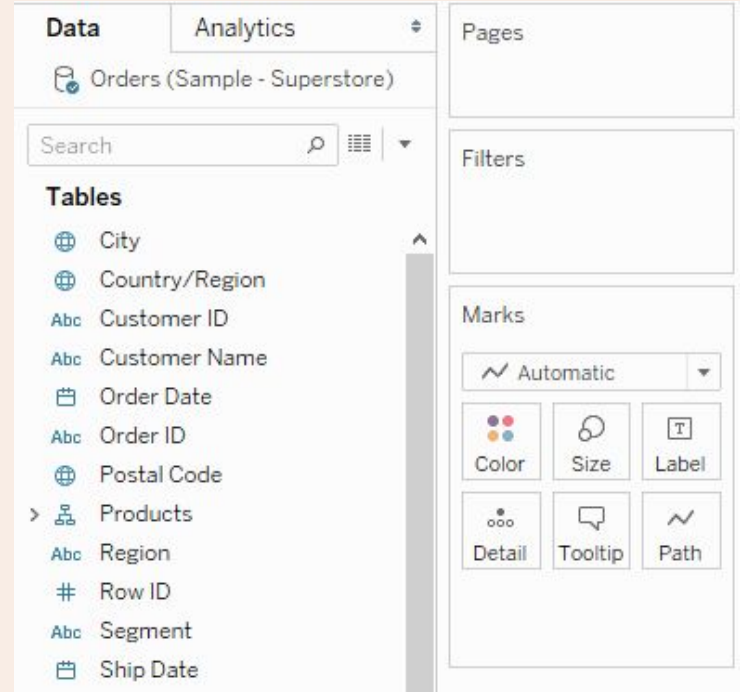 Data
Analytics
Orders (Sample - Superstore)
Search
Tables
City
Country/Region
Abc Customer ID
Abc Customer Name
Order Date
Abc Order ID
Postal Code
Products
Abc Region
# Row ID
Abc Segment
Ship Date
Pages
Filters
Marks
Automatic
Color Size T Label
Detail Tooltip Path